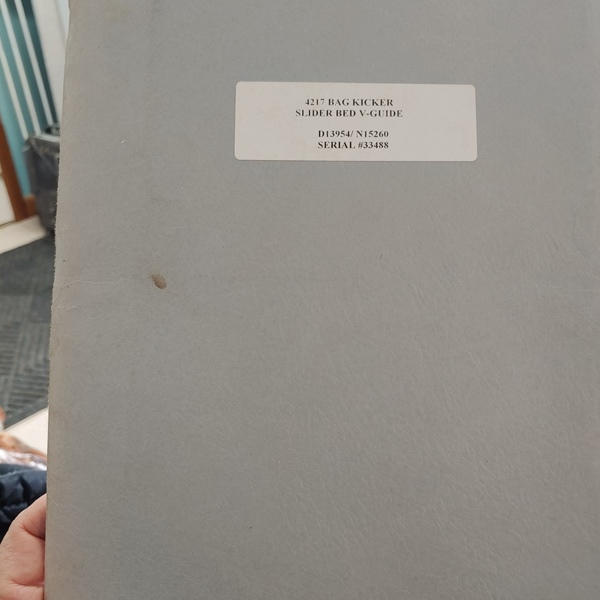 4217 BAG KICKER
SLIDER BED V-GUIDE
D13954/ N15260
SERIAL #33488